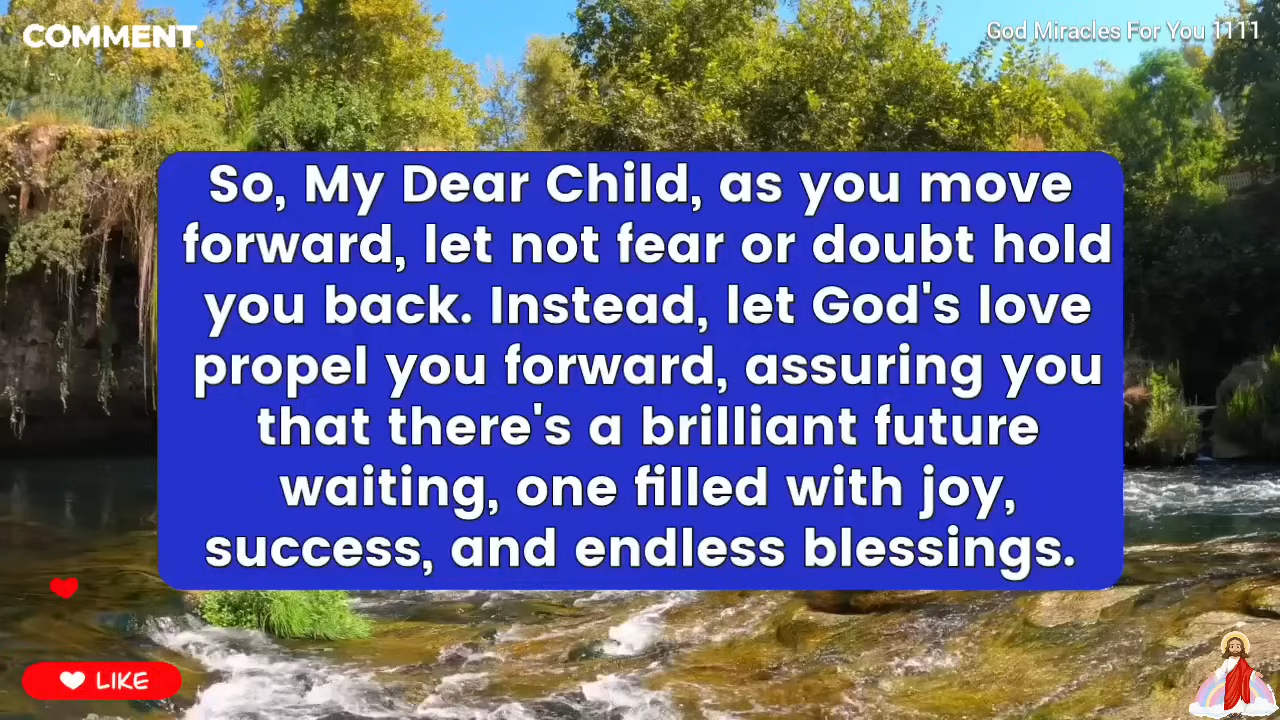 COMMENT.
God Miracles For You 1111
So, My Dear Child, as you move
forward, let not fear or doubt hold
you back. Instead, let God's love
propel you forward, assuring you
that there's a brilliant future
waiting, one filled with joy,
success, and endless blessings.
LIKE